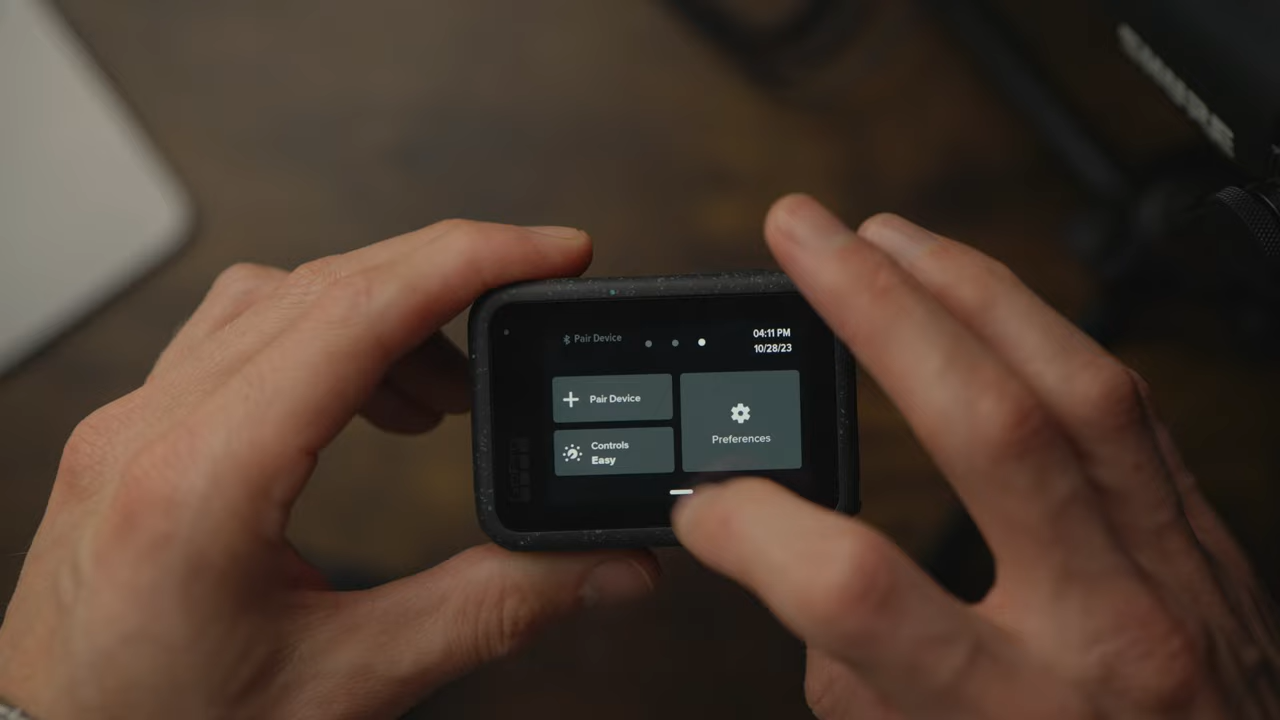 Pair Device
04:11 PM
10/28/23
Pair Device
Controls
Easy
Preferences